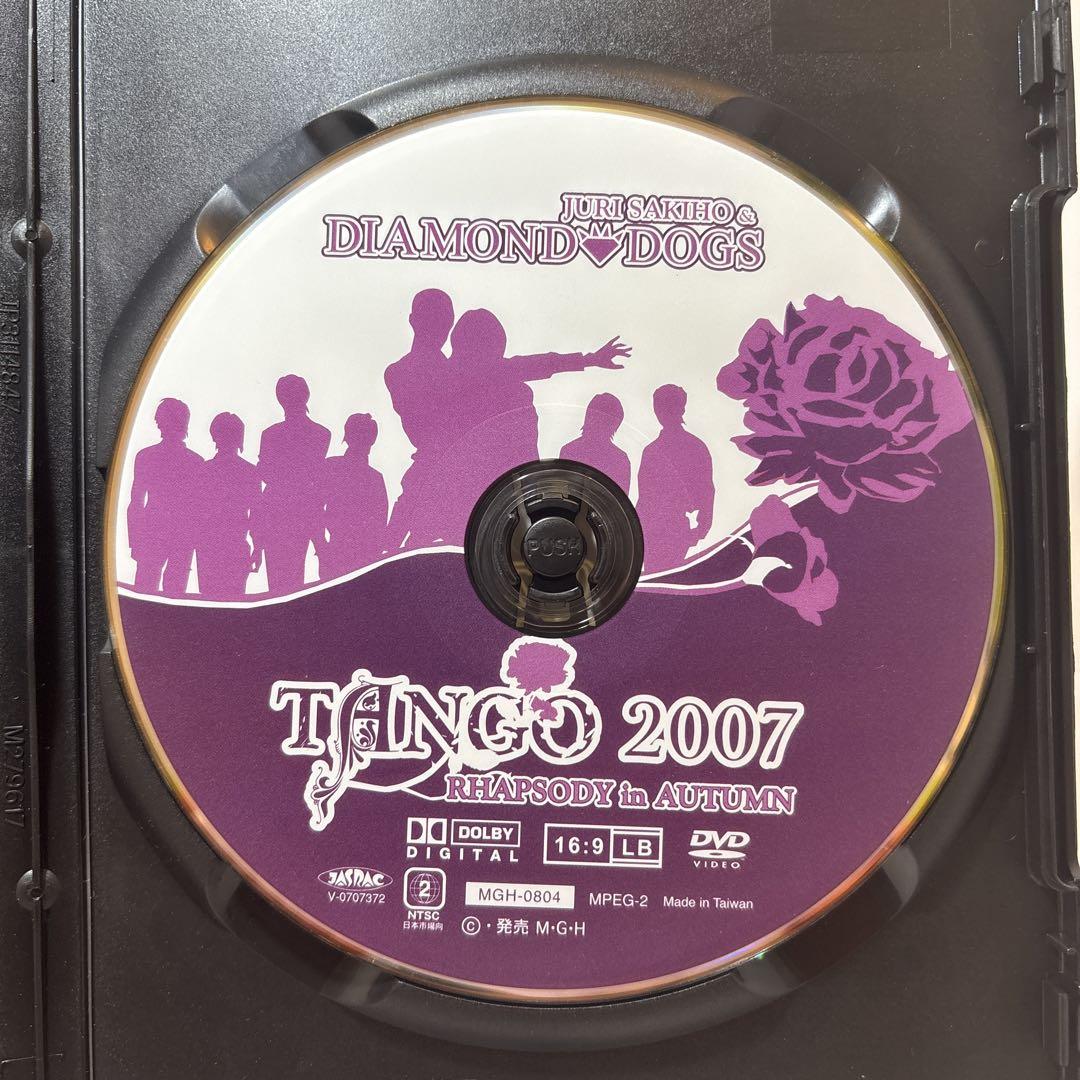 JURI SAKIHO &
DIAMOND DOGS
PUSH
TANGO 2007
RHAPSODY in AUTUMN
DOLBY
DIGITAL
16:9 LB
DVD
VIDEO
JASRAC
V-0707372
2
NTSC
日本市場向
MGH-0804
MPEG-2
Made in Taiwan
©・発売 M・G・H